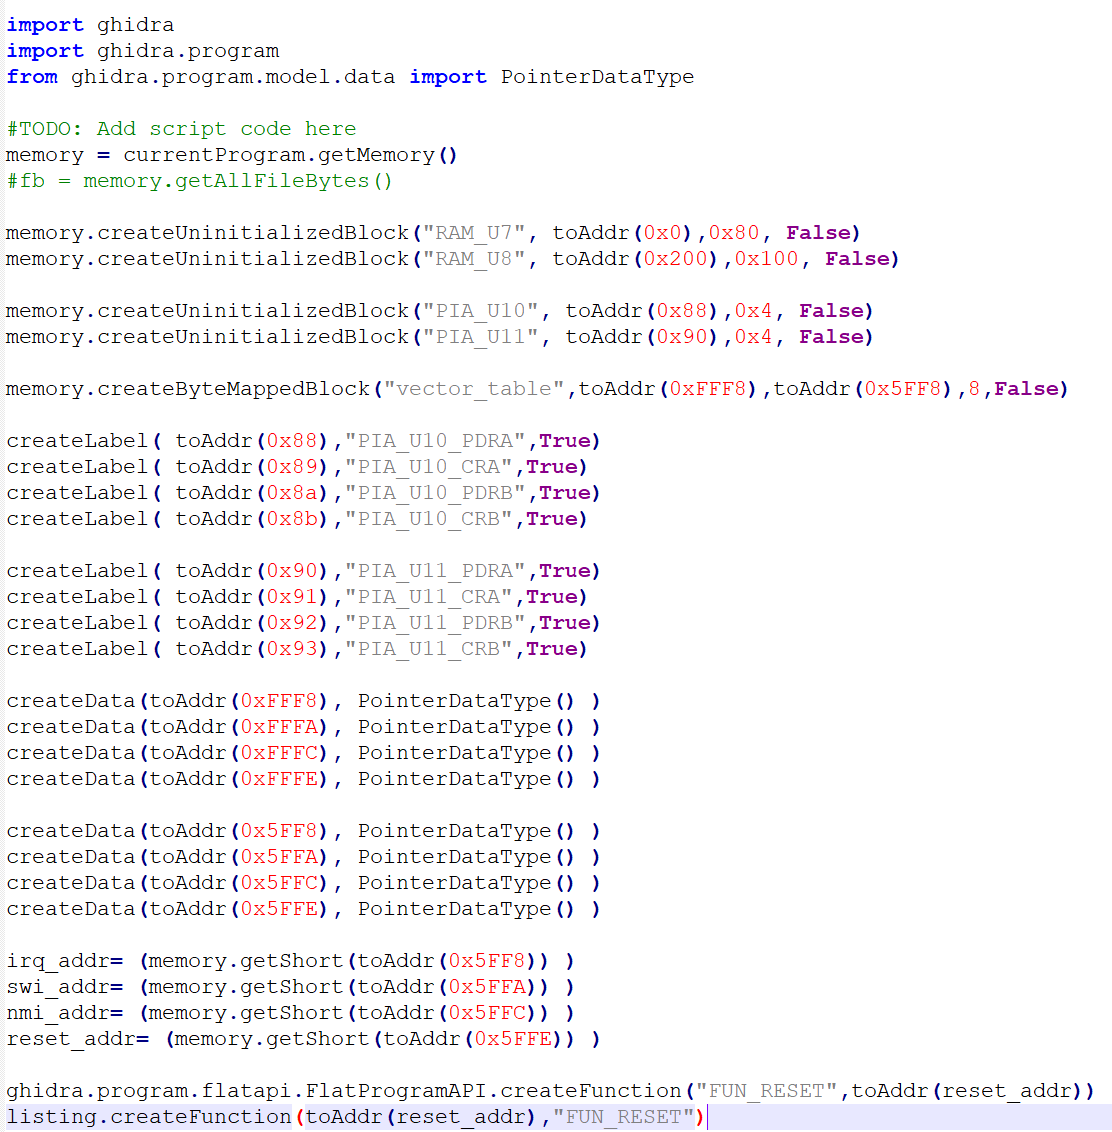 import ghidra
import ghidra.program
from ghidra.program.model.data import PointerDataType
#TODO: Add script code here
memory = currentProgram.getMemory()
#fb = memory.getAllFileBytes()
memory.createUninitializedBlock("RAM_U7", toAddr(0x0),0x80, False)
memory.createUninitializedBlock("RAM_U8", toAddr(0x200),0x100, False)
memory.createUninitializedBlock("PIA_U10", toAddr(0x88),0x4, False)
memory.createUninitializedBlock("PIA_U11", toAddr(0x90),0x4, False)
memory.createByteMappedBlock("vector_table",toAddr(0xFFF8),toAddr(0x5FF8),8,False)
createLabel( toAddr(0x88),"PIA_U10_PDRA",True)
createLabel( toAddr(0x89),"PIA_U10_CRA",True)
createLabel( toAddr(0x8a),"PIA_U10_PDRB",True)
createLabel( toAddr(0x8b),"PIA_U10_CRB",True)
createLabel( toAddr(0x90),"PIA_U11_PDRA",True)
createLabel( toAddr(0x91),"PIA_U11_CRA",True)
createLabel( toAddr(0x92),"PIA_U11_PDRB",True)
createLabel( toAddr(0x93),"PIA_U11_CRB",True)
createData(toAddr(0xFFF8), PointerDataType() )
createData(toAddr(0xFFFA), PointerDataType() )
createData(toAddr(0xFFFC), PointerDataType() )
createData(toAddr(0xFFFE), PointerDataType() )
createData(toAddr(0x5FF8), PointerDataType() )
createData(toAddr(0x5FFA), PointerDataType() )
createData(toAddr(0x5FFC), PointerDataType() )
createData(toAddr(0x5FFE), PointerDataType() )
irq_addr= (memory.getShort(toAddr(0x5FF8)) )
swi_addr= (memory.getShort(toAddr(0x5FFA)) )
nmi_addr= (memory.getShort(toAddr(0x5FFC)) )
reset_addr= (memory.getShort(toAddr(0x5FFE)) )
ghidra.program.flatapi.FlatProgramAPI.createFunction("FUN_RESET",toAddr(reset_addr))
listing.createFunction(toAddr(reset_addr),"FUN_RESET")